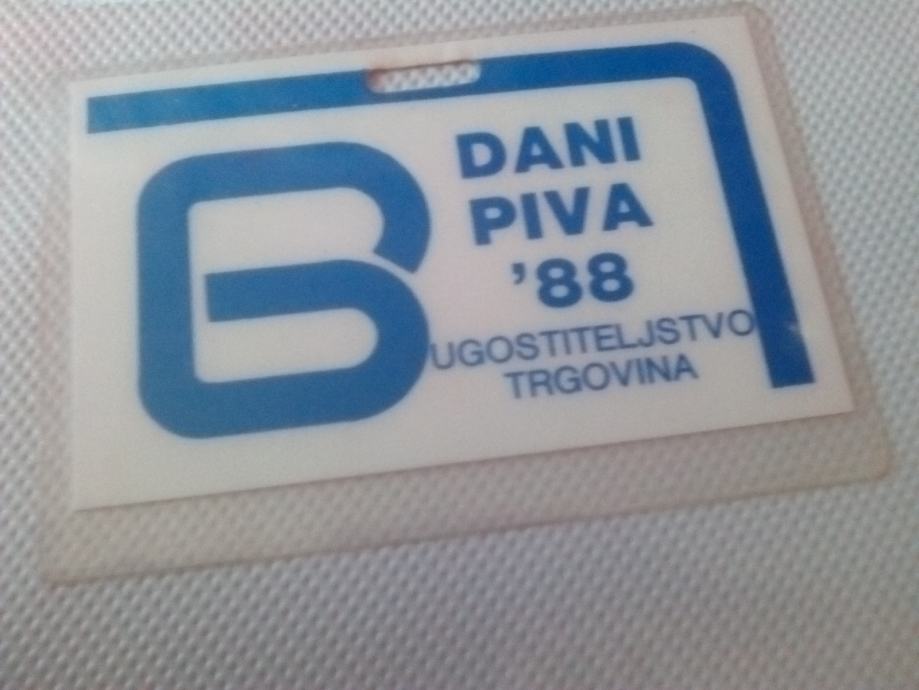 DANI
PIVA
'88
UGOSTITELJSTVO
TRGOVINA